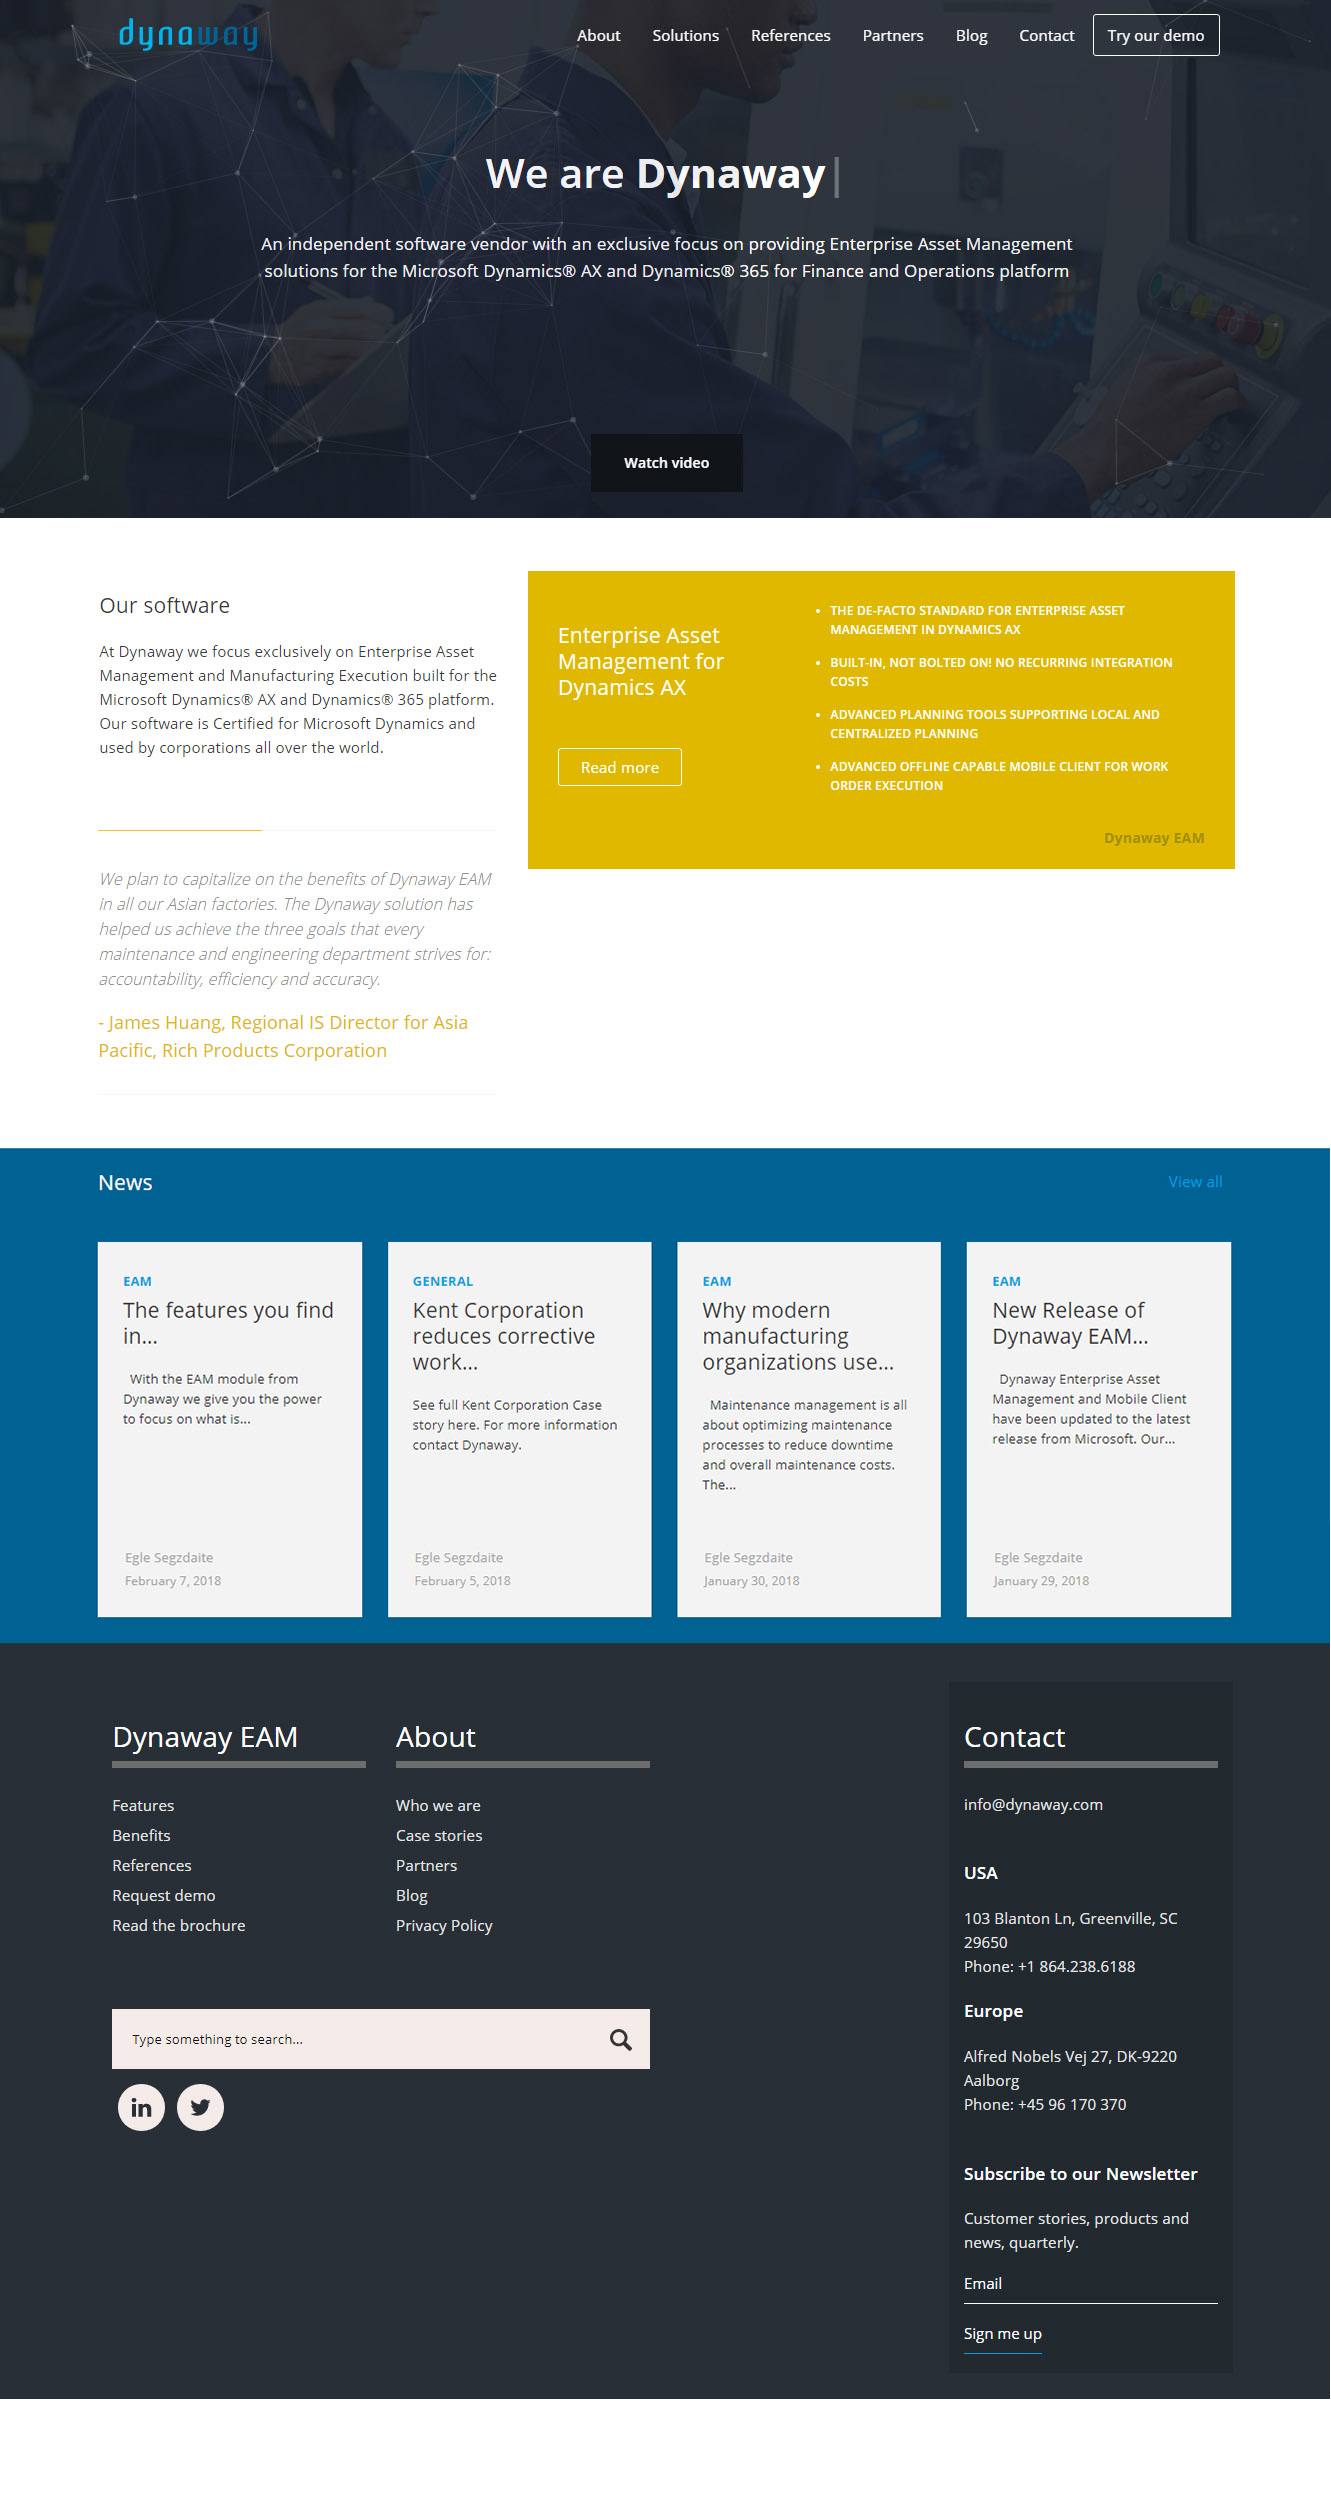 dynaway
About
Solutions
References
Partners
Blog
Contact
Try our demo
We are Dynaway|
An independent software vendor with an exclusive focus on providing Enterprise Asset Management
solutions for the Microsoft Dynamics® AX and Dynamics® 365 for Finance and Operations platform
Watch video
Our software
At Dynaway we focus exclusively on Enterprise Asset
Management and Manufacturing Execution built for the
Microsoft Dynamics® AX and Dynamics® 365 platform.
Our software is Certified for Microsoft Dynamics and
used by corporations all over the world.
We plan to capitalize on the benefits of Dynaway EAM
in all our Asian factories. The Dynaway solution has
helped us achieve the three goals that every
maintenance and engineering department strives for:
accountability, efficiency and accuracy.
- James Huang, Regional IS Director for Asia
Pacific, Rich Products Corporation
Enterprise Asset
Management for
Dynamics AX
Read more
• THE DE-FACTO STANDARD FOR ENTERPRISE ASSET
MANAGEMENT IN DYNAMICS AX
• BUILT-IN, NOT BOLTED ON! NO RECURRING INTEGRATION
COSTS
• ADVANCED PLANNING TOOLS SUPPORTING LOCAL AND
CENTRALIZED PLANNING
• ADVANCED OFFLINE CAPABLE MOBILE CLIENT FOR WORK
ORDER EXECUTION
Dynaway EAM
News
View all
EAM
The features you find
in...
With the EAM module from
Dynaway we give you the power
to focus on what is...
Egle Segzdaite
February 7, 2018
GENERAL
Kent Corporation
reduces corrective
work...
See full Kent Corporation Case
story here. For more information
contact Dynaway.
Egle Segzdaite
February 5, 2018
EAM
Why modern
manufacturing
organizations use...
Maintenance management is all
about optimizing maintenance
processes to reduce downtime
and overall maintenance costs.
The...
Egle Segzdaite
January 30, 2018
EAM
New Release of
Dynaway EAM...
Dynaway Enterprise Asset
Management and Mobile Client
have been updated to the latest
release from Microsoft. Our...
Egle Segzdaite
January 29, 2018
Dynaway EAM
Features
Benefits
References
Request demo
Read the brochure
About
Who we are
Case stories
Partners
Blog
Privacy Policy
Type something to search...
in
Contact
info@dynaway.com
USA
103 Blanton Ln, Greenville, SC
29650
Phone: +1 864.238.6188
Europe
Alfred Nobels Vej 27, DK-9220
Aalborg
Phone: +45 96 170 370
Subscribe to our Newsletter
Customer stories, products and
news, quarterly.
Email
Sign me up